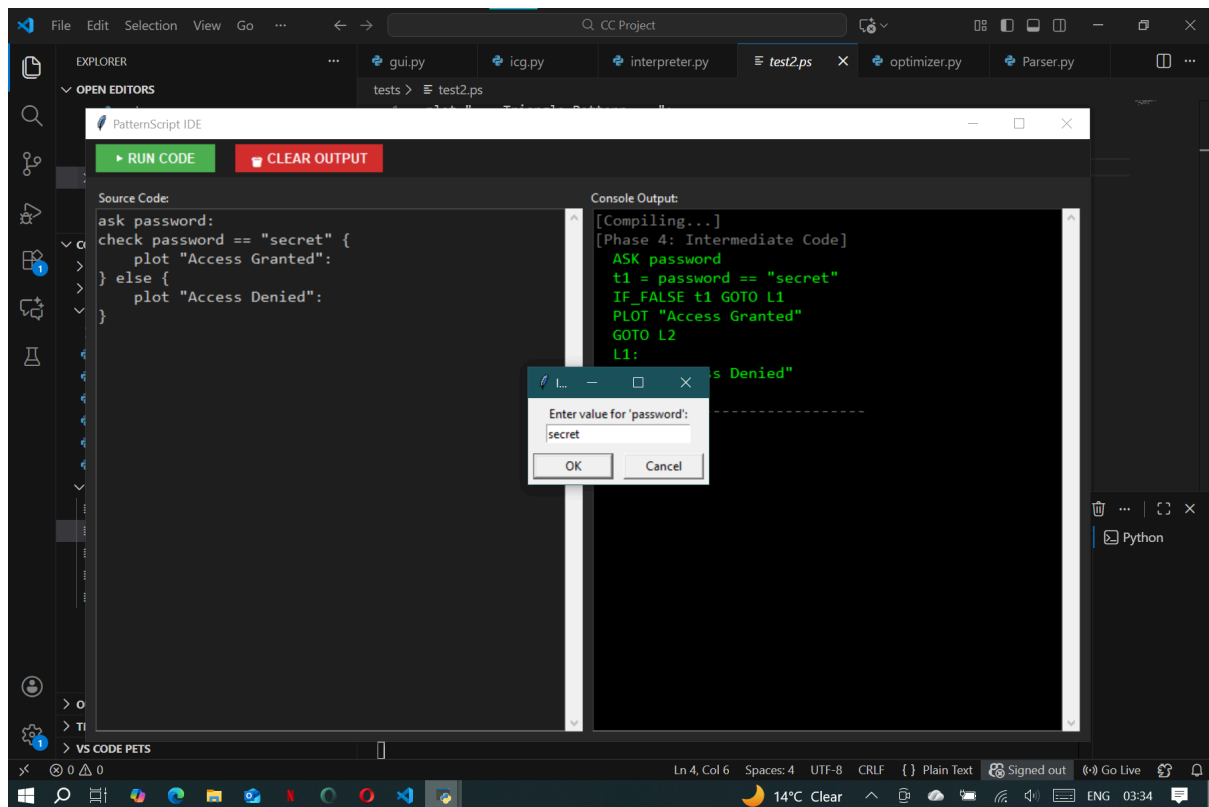 File Edit Selection View Go ··· CC Project
EXPLORER ···
gui.py icg.py interpreter.py test2.ps optimizer.py Parser.py ···
OPEN EDITORS
tests > test2.ps
PatternScript IDE
RUN CODE CLEAR OUTPUT
Source Code:
ask password:
check password == "secret" {
    plot "Access Granted":
} else {
    plot "Access Denied":
}
Console Output:
[Compiling...]
[Phase 4: Intermediate Code]
ASK password
t1 = password == "secret"
IF_FALSE t1 GOTO L1
PLOT "Access Granted"
GOTO L2
L1:
Denied"
--------------------
I...
Enter value for 'password':
secret
OK Cancel
Python
VS CODE PETS
0 0 Ln 4, Col 6 Spaces: 4 UTF-8 CRLF { } Plain Text Signed out Go Live
14°C Clear ENG 03:34